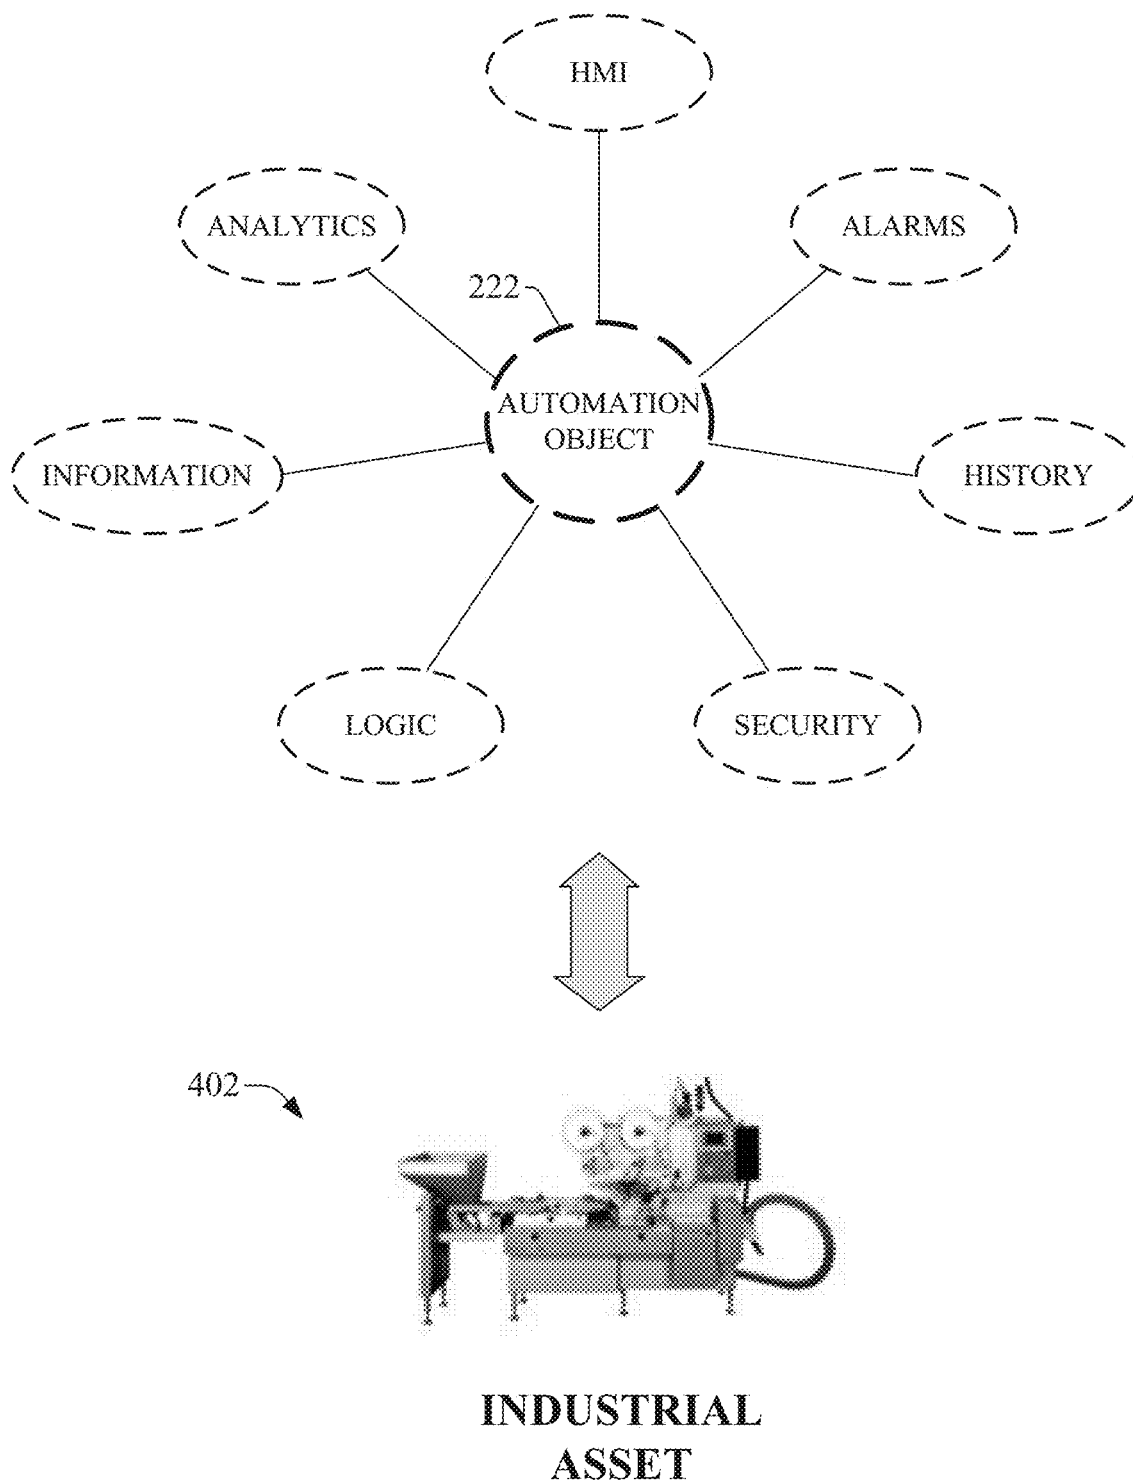 HMI
ANALYTICS
ALARMS
222
AUTOMATION
OBJECT
INFORMATION
HISTORY
LOGIC
SECURITY
402
INDUSTRIAL
ASSET